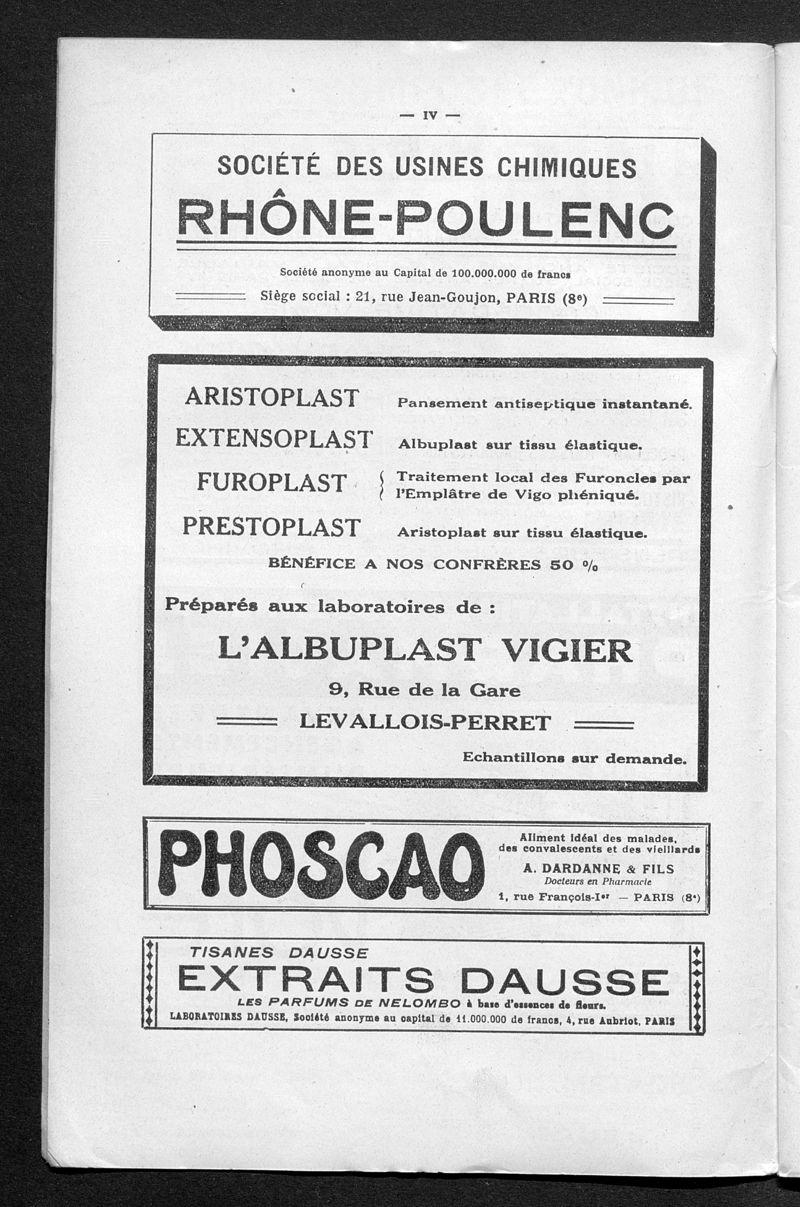 — IV —
SOCIÉTÉ DES USINES CHIMIQUES
RHÔNE-POULENC
Société anonyme au Capital de 100.000.000 de francs
Siège social : 21, rue Jean-Goujon, PARIS (8e)
ARISTOPLAST Pansement antiseptique instantané.
EXTENSOPLAST Albuplast sur tissu élastique.
FUROPLAST { Traitement local des Furoncles par
l'Emplâtre de Vigo phéniqué.
PRESTOPLAST Aristoplast sur tissu élastique.
BÉNÉFICE A NOS CONFRÈRES 50 %
Préparés aux laboratoires de :
L'ALBUPLAST VIGIER
9, Rue de la Gare
LEVALLOIS-PERRET
Echantillons sur demande.
PHOSCAO
Aliment idéal des malades,
des convalescents et des vieillards
A. DARDANNE & FILS
Docteurs en Pharmacie
1, rue François-Ier — PARIS (8e)
TISANES DAUSSE
EXTRAITS DAUSSE
LES PARFUMS DE NELOMBO à base d'essences de fleurs.
LABORATOIRES DAUSSE, Société anonyme au capital de 11.000.000 de francs, 4, rue Aubriot, PARIS